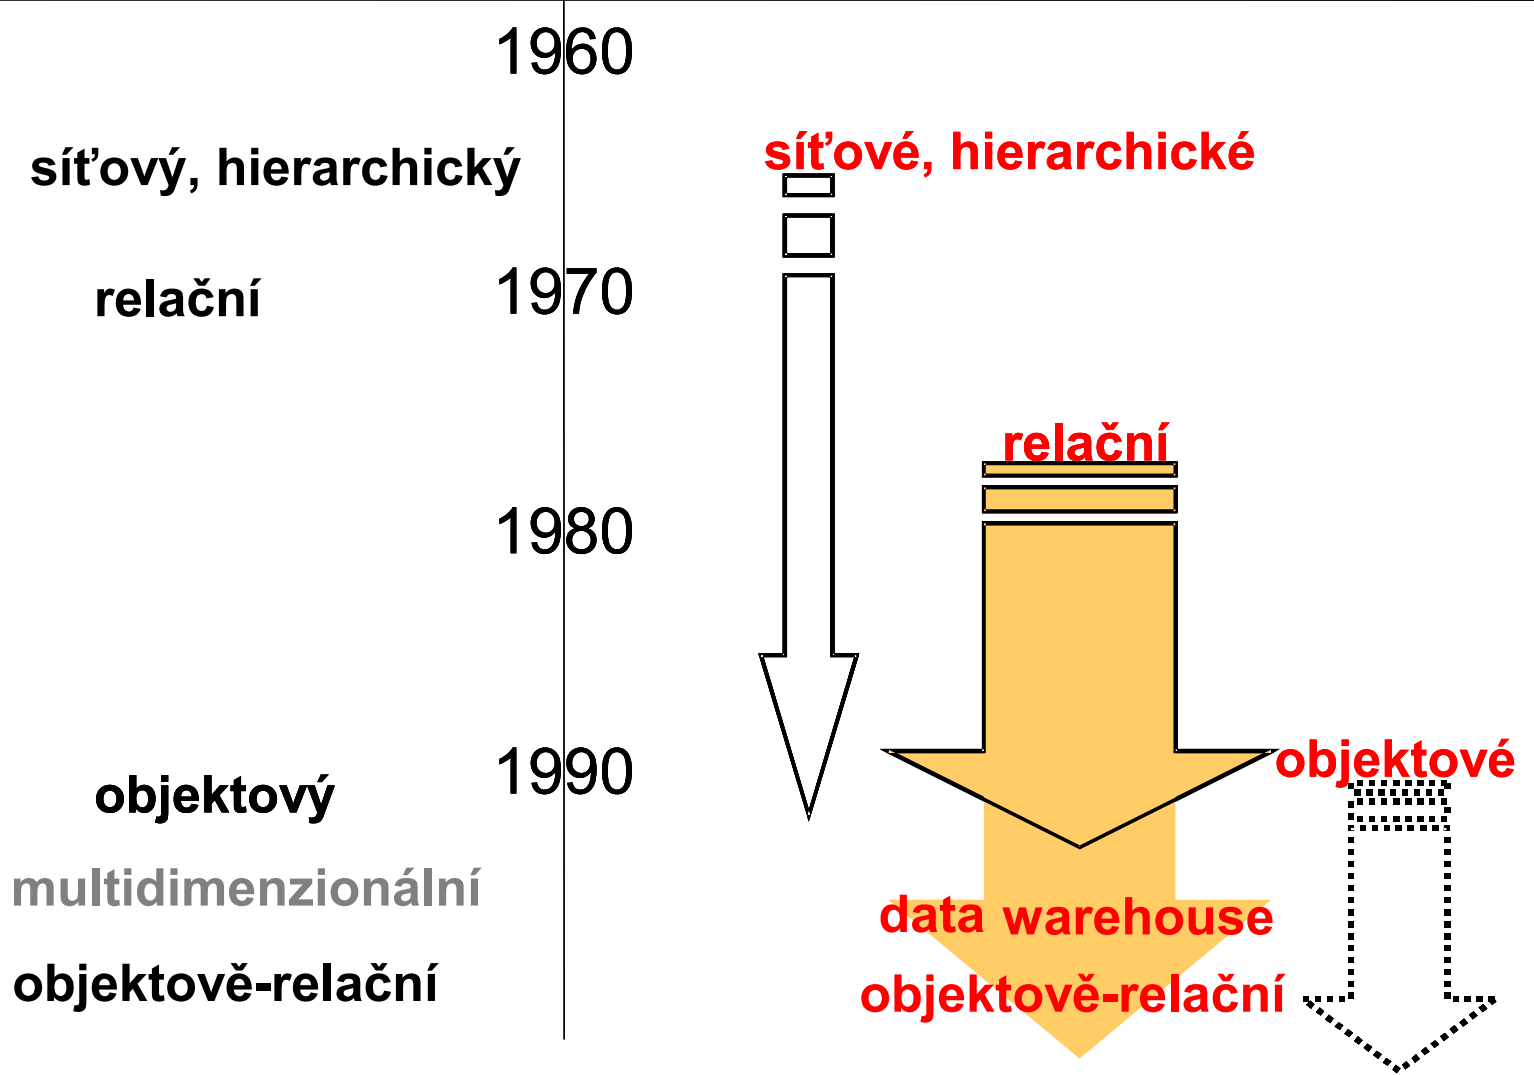 1960
síťový, hierarchický
síťové, hierarchické
relační
1970
relační
1980
objektový
1990
objektové
multidimenzionální
data warehouse
objektově-relační
objektově-relační